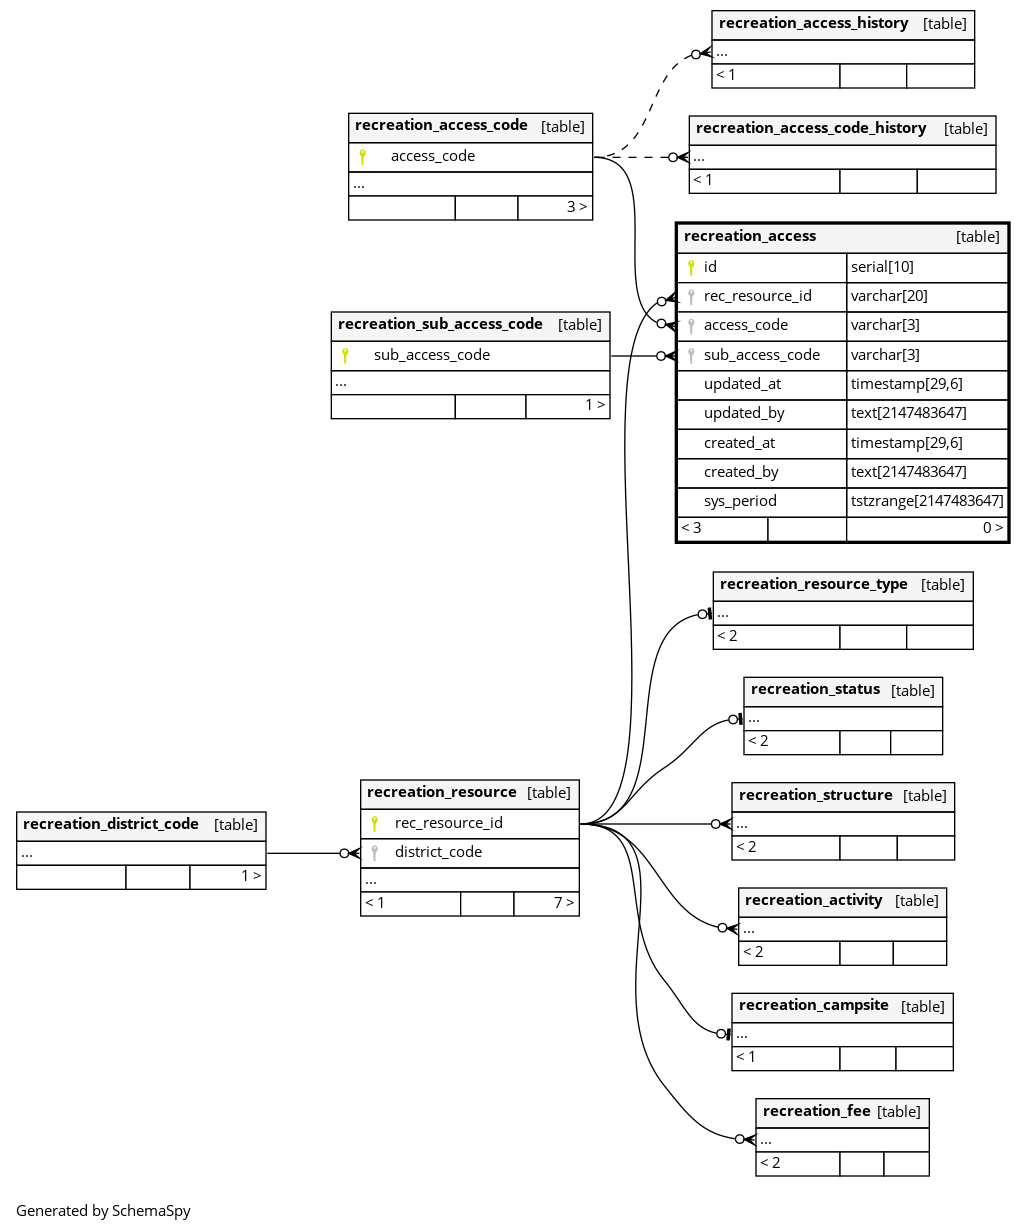 recreation_access_history [table]
...
< 1
recreation_access_code [table]
access_code
...
3 >
recreation_access_code_history [table]
...
< 1
recreation_access [table]
id serial[10]
rec_resource_id varchar[20]
access_code varchar[3]
sub_access_code varchar[3]
updated_at timestamp[29,6]
updated_by text[2147483647]
created_at timestamp[29,6]
created_by text[2147483647]
sys_period tstzrange[2147483647]
< 3 0 >
recreation_sub_access_code [table]
sub_access_code
...
1 >
recreation_resource_type [table]
...
< 2
recreation_status [table]
...
< 2
recreation_structure [table]
...
< 2
recreation_resource [table]
rec_resource_id
district_code
...
< 1 7 >
recreation_district_code [table]
...
1 >
recreation_activity [table]
...
< 2
recreation_campsite [table]
...
< 1
recreation_fee [table]
...
< 2
Generated by SchemaSpy